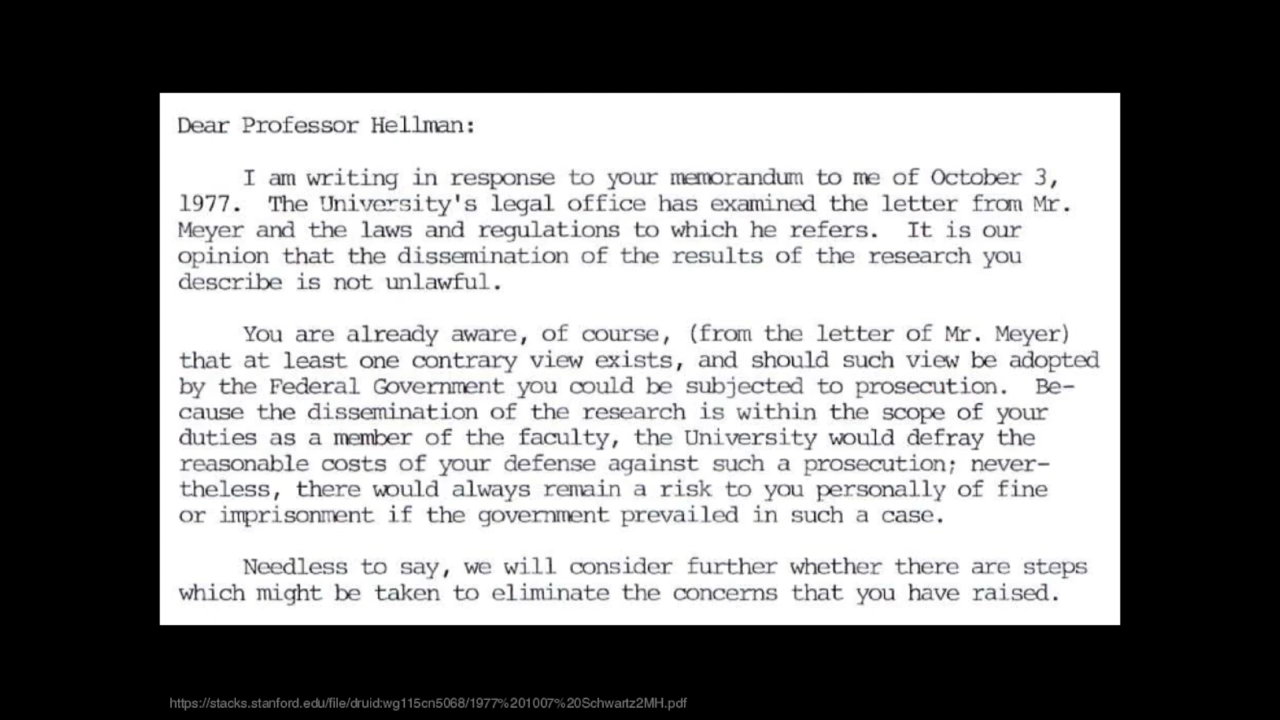 Dear Professor Hellman:
I am writing in response to your memorandum to me of October 3,
1977. The University's legal office has examined the letter from Mr.
Meyer and the laws and regulations to which he refers. It is our
opinion that the dissemination of the results of the research you
describe is not unlawful.
You are already aware, of course, (from the letter of Mr. Meyer)
that at least one contrary view exists, and should such view be adopted
by the Federal Government you could be subjected to prosecution. Be-
cause the dissemination of the research is within the scope of your
duties as a member of the faculty, the University would defray the
reasonable costs of your defense against such a prosecution; never-
theless, there would always remain a risk to you personally of fine
or imprisonment if the government prevailed in such a case.
Needless to say, we will consider further whether there are steps
which might be taken to eliminate the concerns that you have raised.
https://stacks.stanford.edu/file/druid:wg115cn5068/1977%201007%20Schwartz2MH.pdf